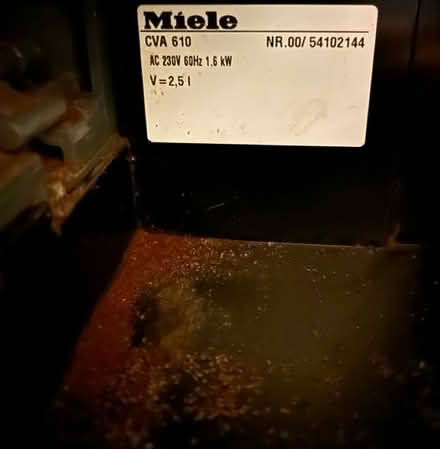 Miele
CVA 610 NR.00/ 54102144
AC 230V 60Hz 1.6 kW
V=2,5 l